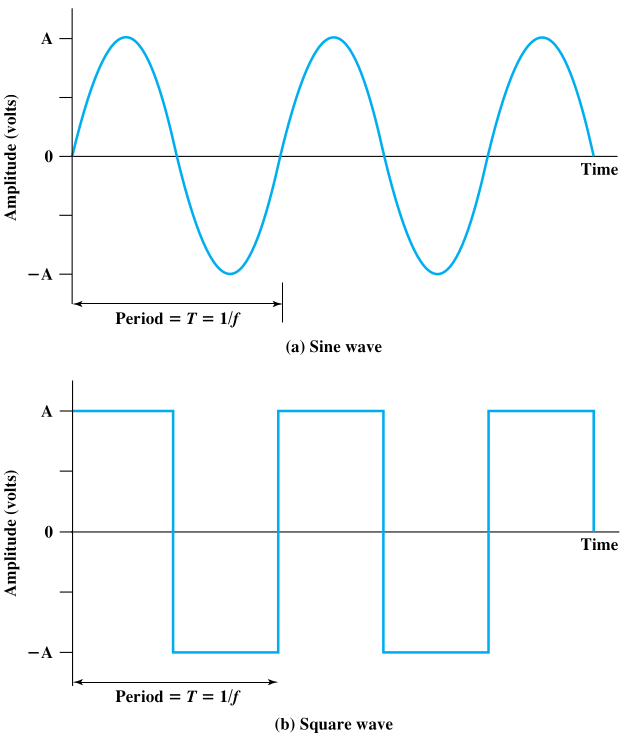 A
0
−A
Amplitude (volts)
Time
Period = T = 1/f
(a) Sine wave
A
0
−A
Amplitude (volts)
Time
Period = T = 1/f
(b) Square wave